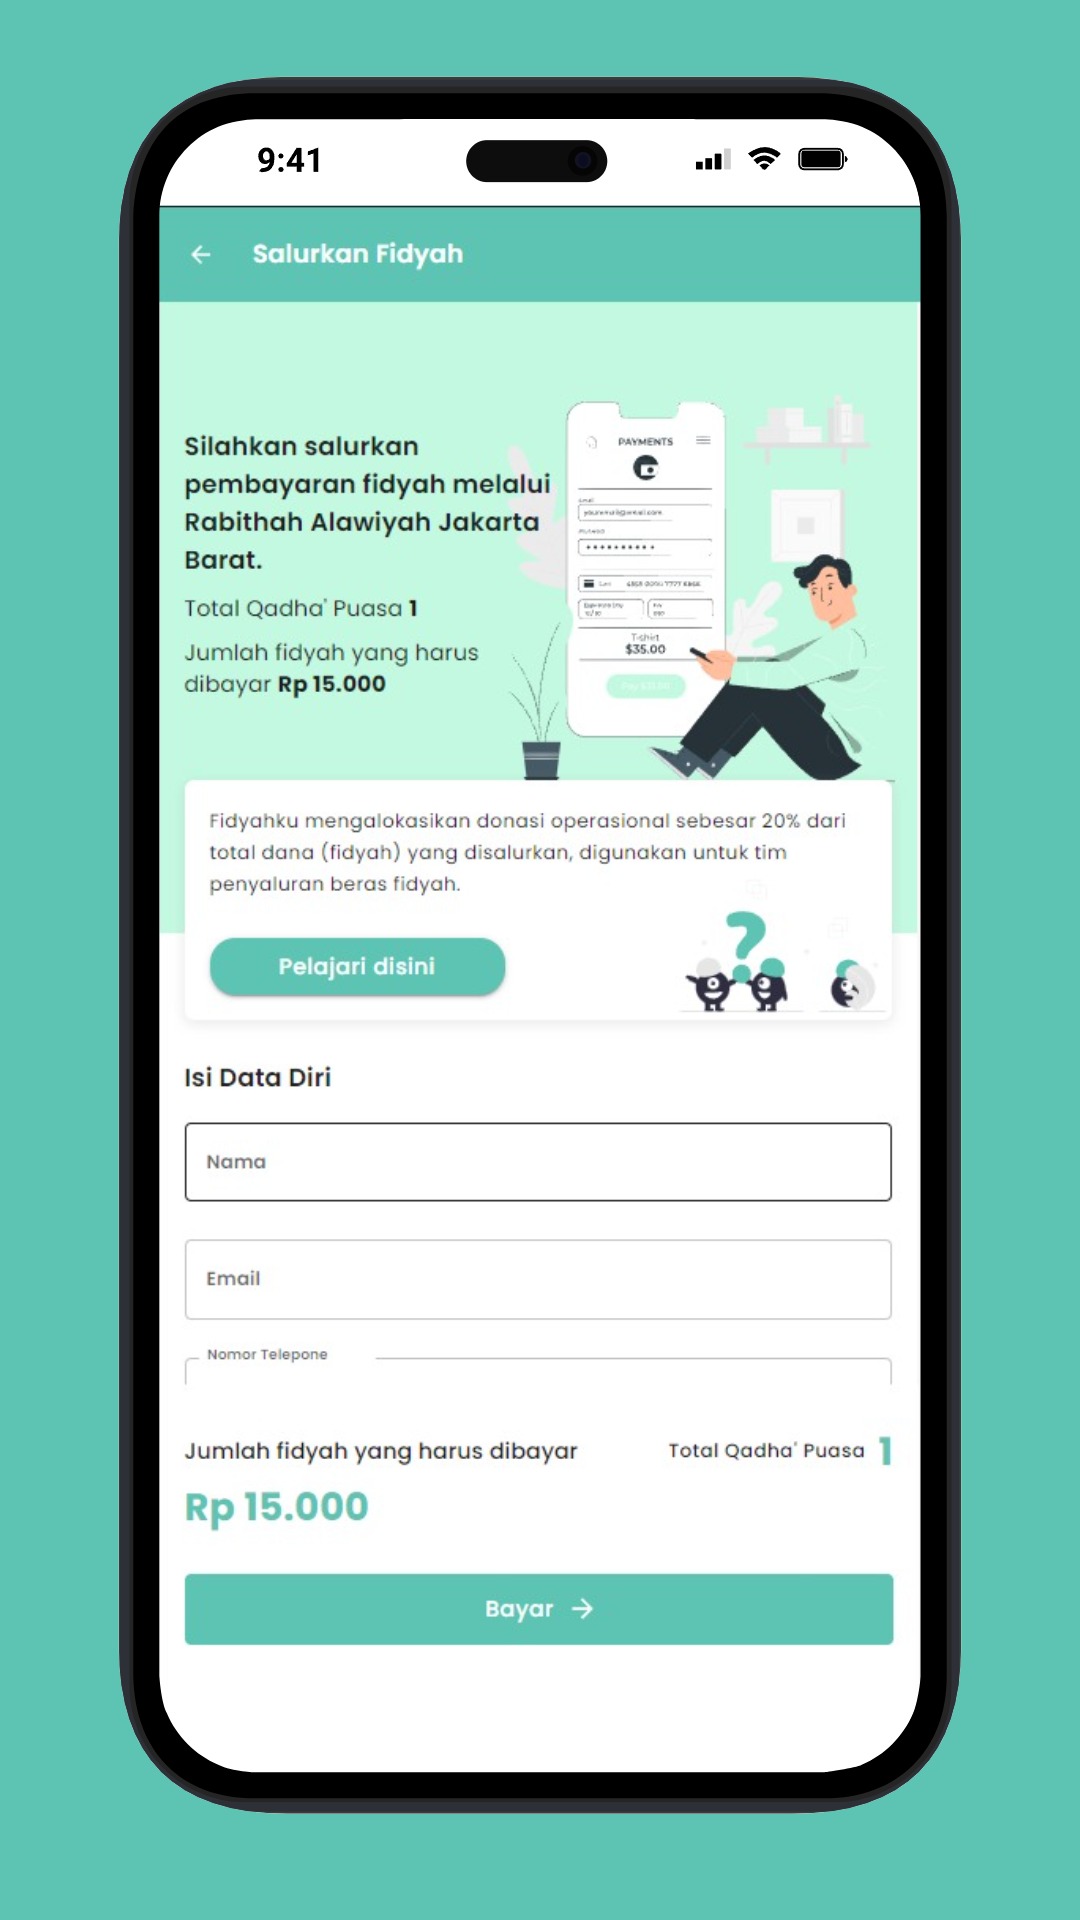 9:41
Salurkan Fidyah
Silahkan salurkan
pembayaran fidyah melalui
Rabithah Alawiyah Jakarta
Barat.
Total Qadha' Puasa 1
Jumlah fidyah yang harus
dibayar Rp 15.000
PAYMENTS
T-shirt
$35.00
Fidyahku mengalokasikan donasi operasional sebesar 20% dari
total dana (fidyah) yang disalurkan, digunakan untuk tim
penyaluran beras fidyah.
?
Pelajari disini
Isi Data Diri
Nama
Email
Nomor Telepone
Jumlah fidyah yang harus dibayar
Total Qadha' Puasa 1
Rp 15.000
Bayar